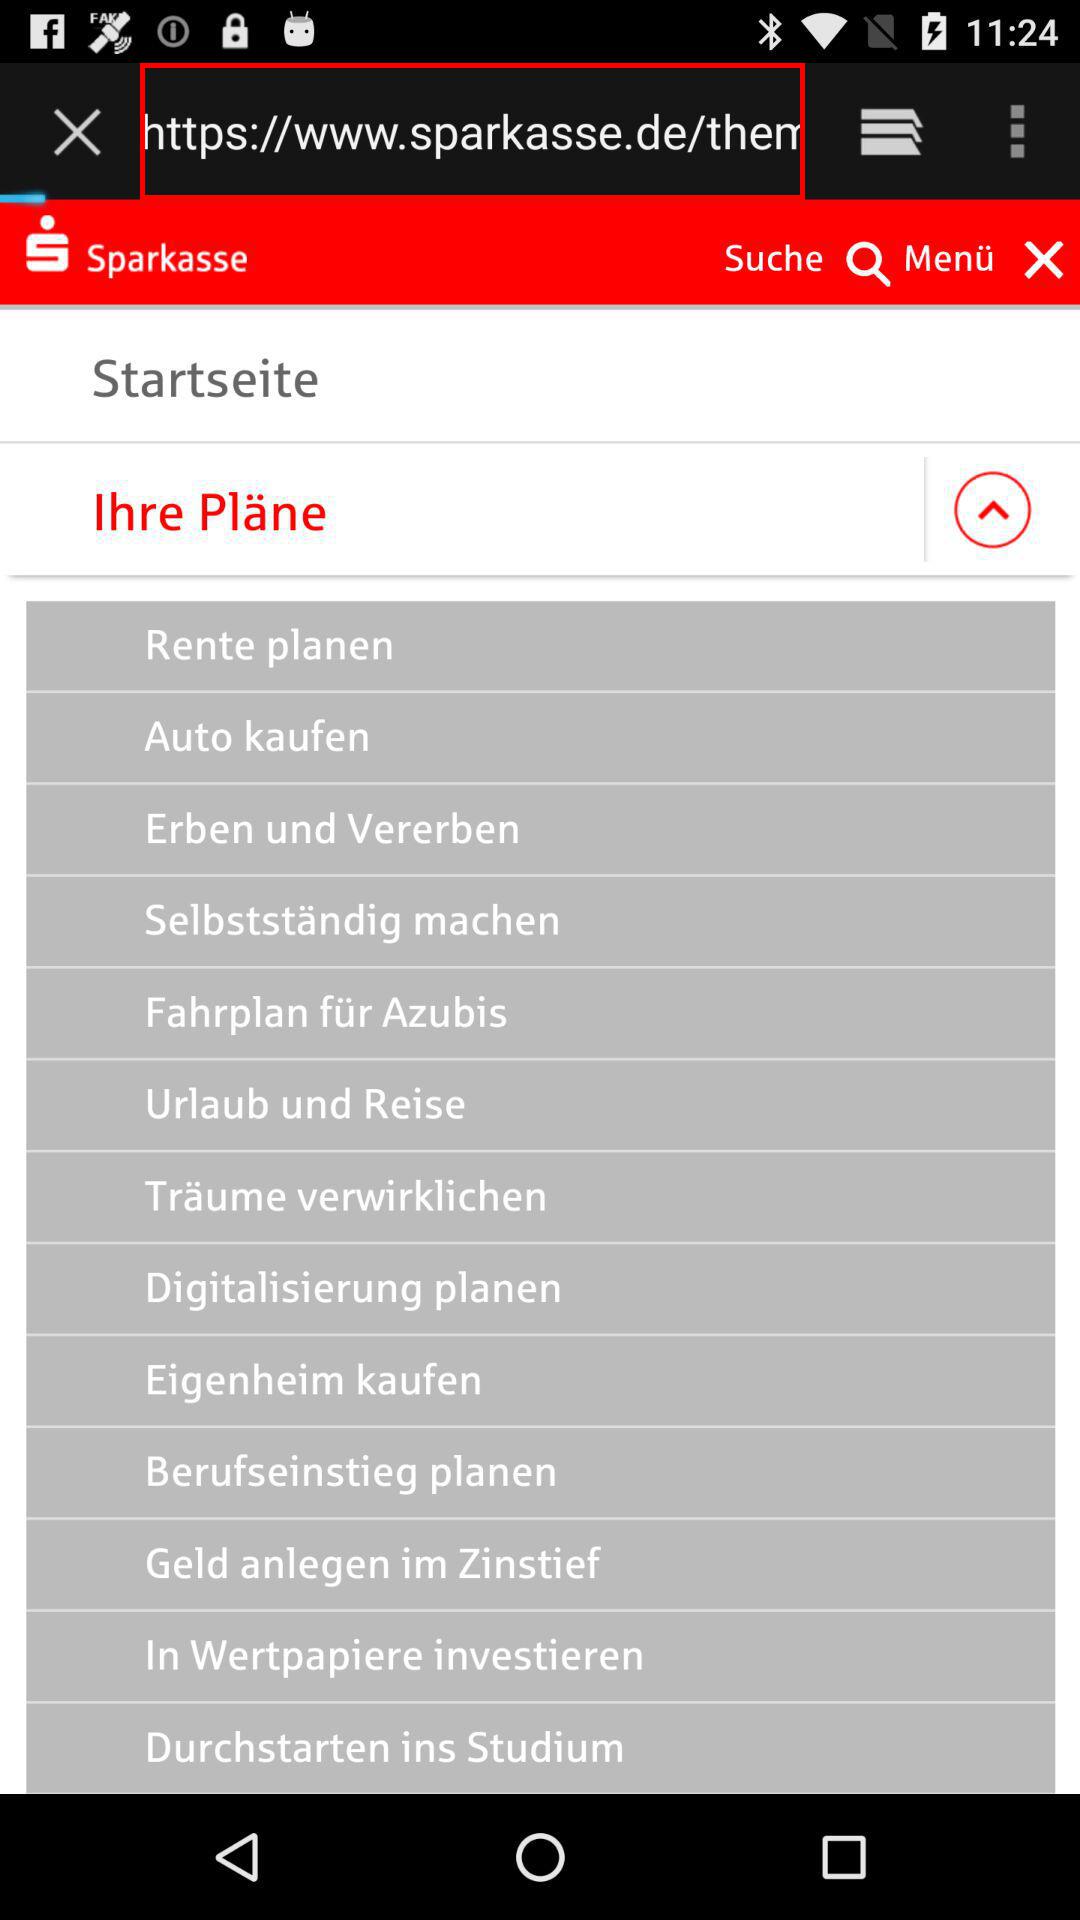 FAKE
11:24
https://www.sparkasse.de/them
Sparkasse
Suche
Menü
Startseite
Ihre Pläne
Rente planen
Auto kaufen
Erben und Vererben
Selbstständig machen
Fahrplan für Azubis
Urlaub und Reise
Träume verwirklichen
Digitalisierung planen
Eigenheim kaufen
Berufseinstieg planen
Geld anlegen im Zinstief
In Wertpapiere investieren
Durchstarten ins Studium